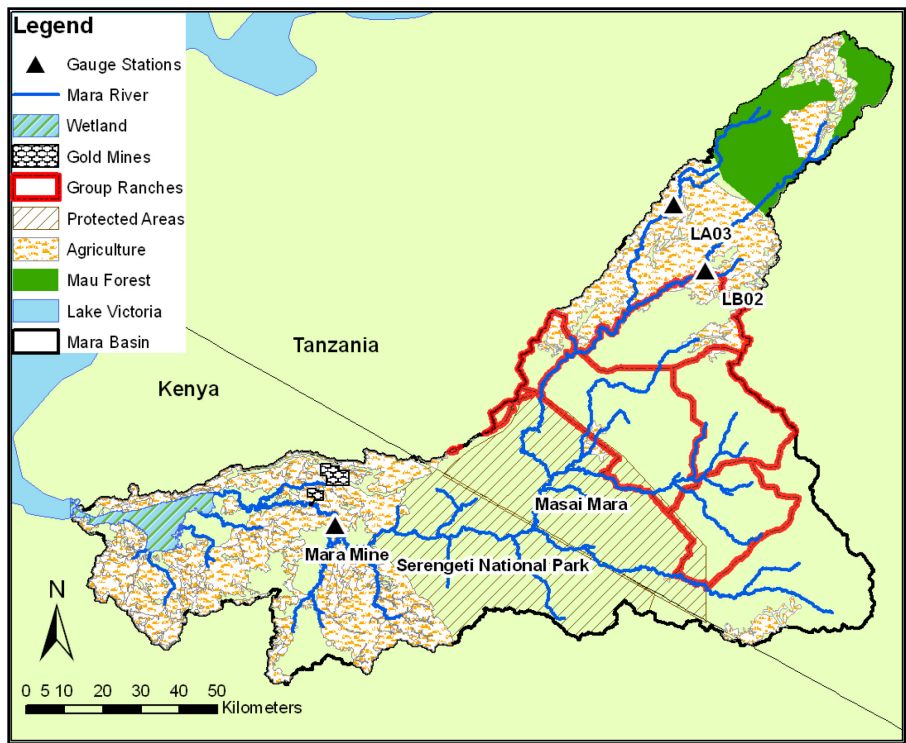 Legend
Gauge Stations
Mara River
Wetland
Gold Mines
Group Ranches
Protected Areas
Agriculture
Mau Forest
Lake Victoria
Mara Basin
LA03
LB02
Tanzania
Kenya
Masai Mara
Mara Mine
Serengeti National Park
N
0 5 10 20 30 40 50
Kilometers